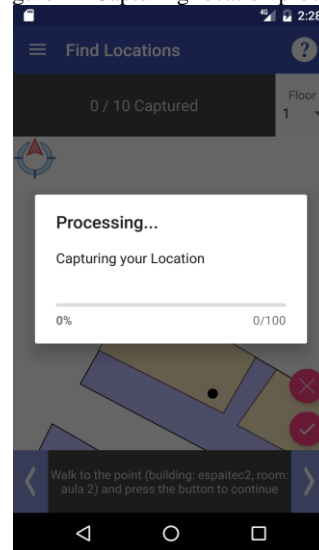 2:28
Find Locations
?
0 / 10 Captured
Floor
1
Processing...
Capturing your Location
0%
0/100
Walk to the point (building: espaitec2, room:
aula 2) and press the button to continue